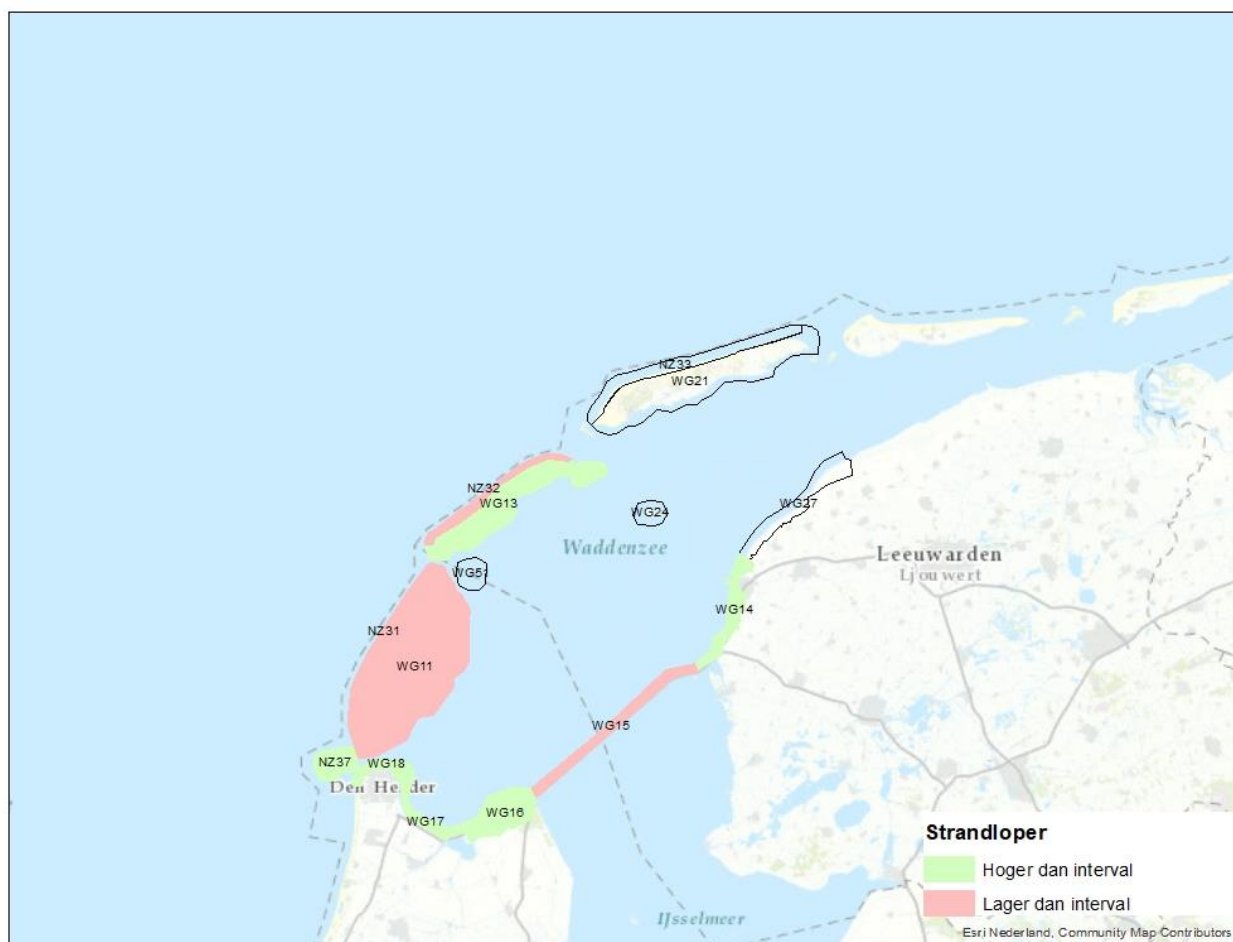 NZ33
WG21
NZ32
WG13
WG24
WG27
Waddenzee
Leeuwarden
Ljouwert
WG5
WG14
NZ31
WG11
WG15
NZ37
WG18
Den Helder
WG16
WG17
IJsselmeer
Strandloper
Hoger dan interval
Lager dan interval
Esri Nederland, Community Map Contributors